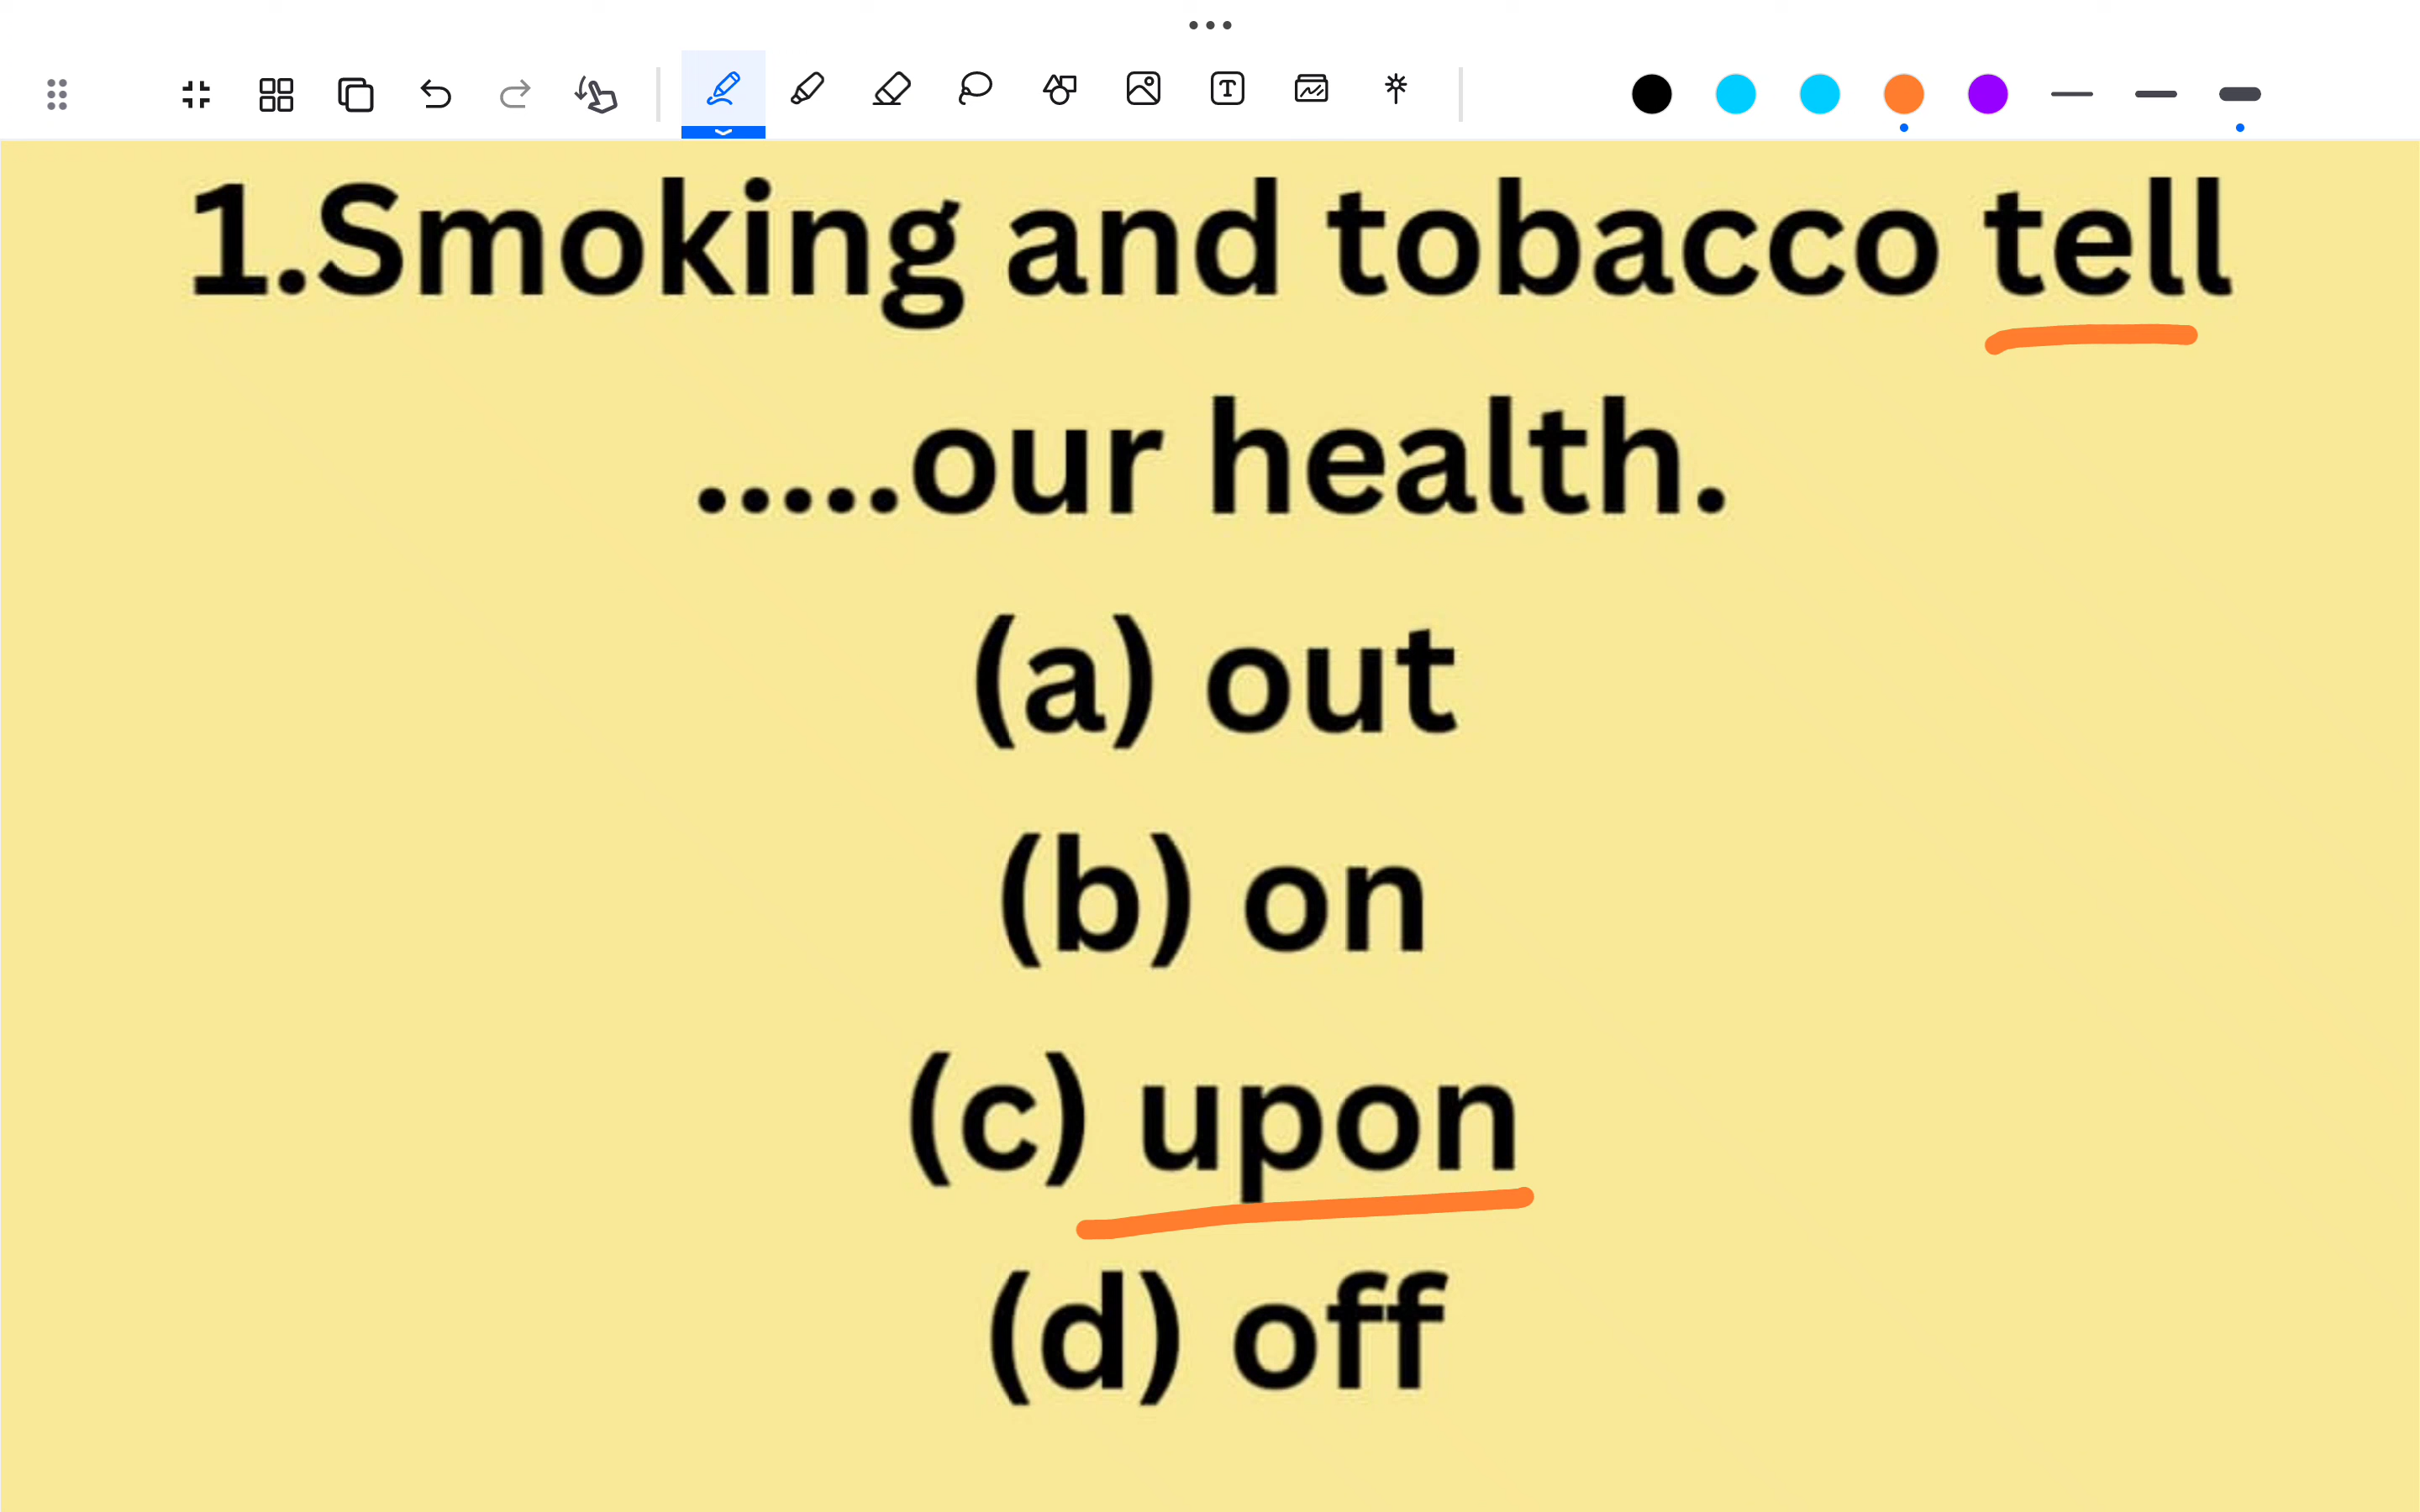 1.Smoking and tobacco tell
.....our health.
(a) out
(b) on
(c) upon
(d) off